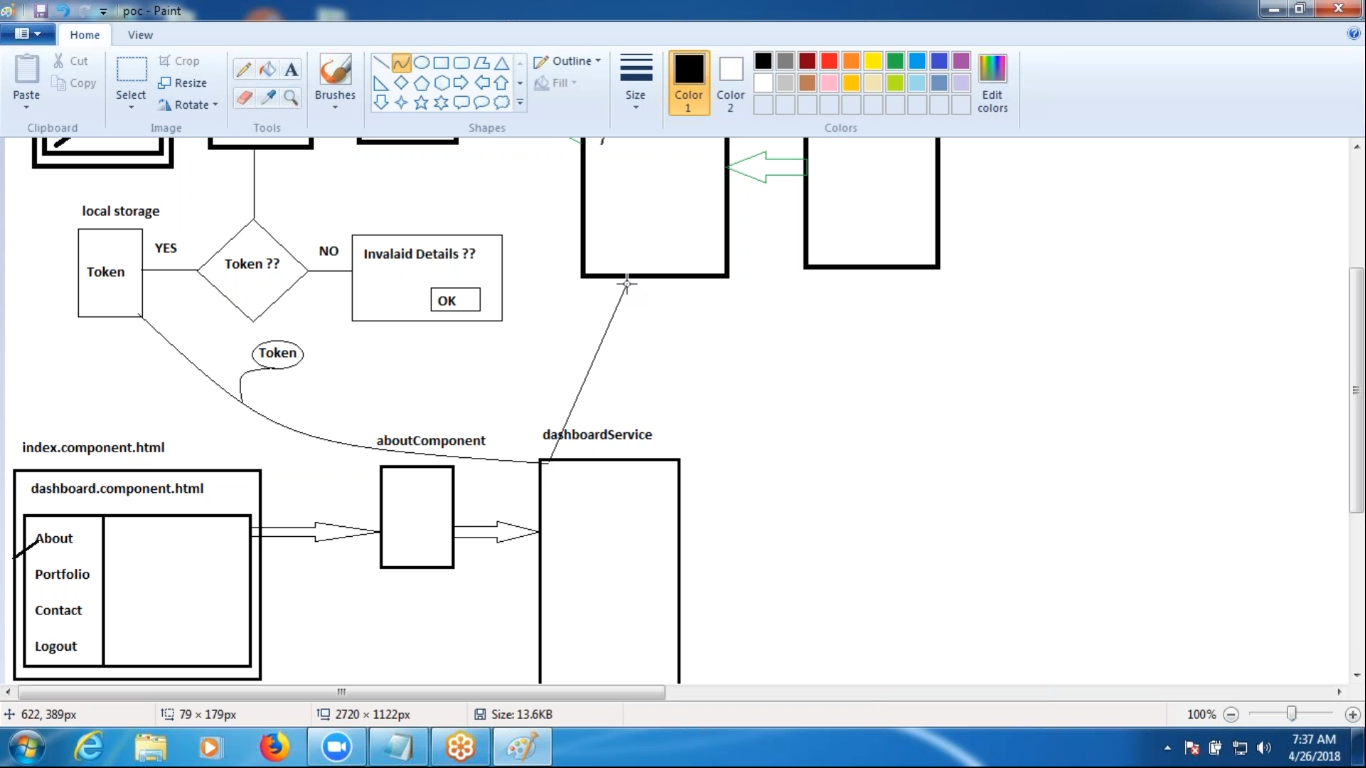 poc - Paint
Home
View
Paste
Cut
Copy
Clipboard
Select
Crop
Resize
Rotate
Image
A
Tools
Brushes
Outline
Fill
Shapes
Size
Color
1
Color
2
Edit
colors
Colors
local storage
Token
YES
Token ??
NO
Invalaid Details ??
OK
Token
index.component.html
aboutComponent
dashboardService
dashboard.component.html
About
Portfolio
Contact
Logout
622, 389px
79 × 179px
2720 × 1122px
Size: 13.6KB
100%
7:37 AM
4/26/2018